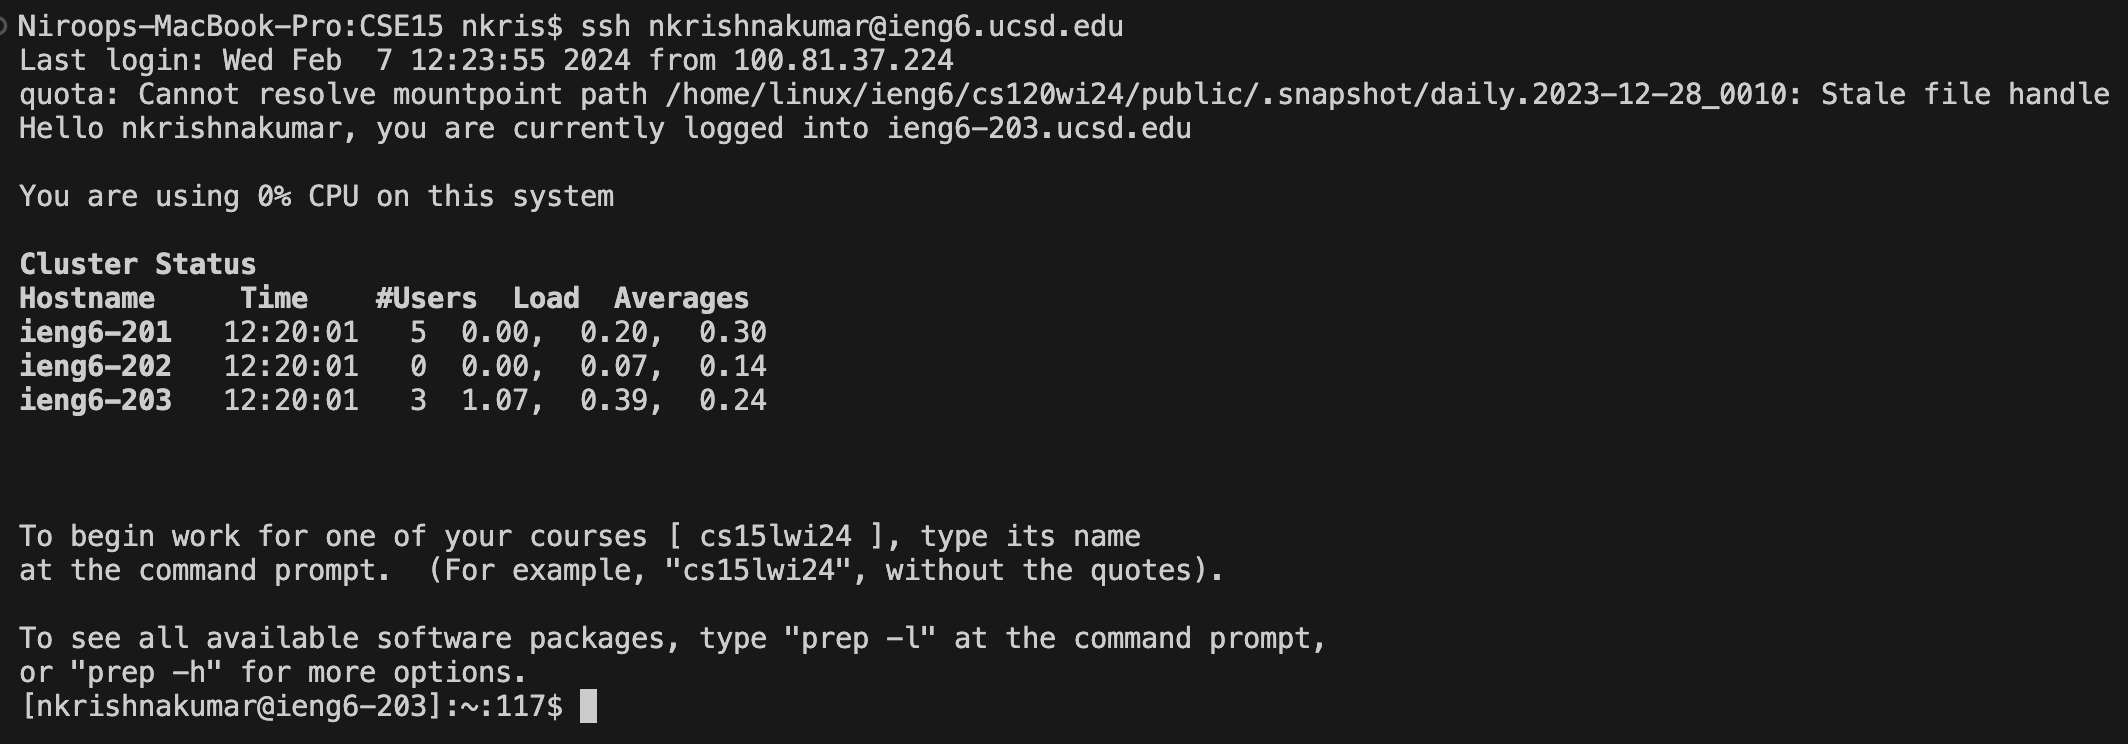 Niroops-MacBook-Pro:CSE15 nkris$ ssh nkrishnakumar@ieng6.ucsd.edu
Last login: Wed Feb  7 12:23:55 2024 from 100.81.37.224
quota: Cannot resolve mountpoint path /home/linux/ieng6/cs120wi24/public/.snapshot/daily.2023-12-28_0010: Stale file handle
Hello nkrishnakumar, you are currently logged into ieng6-203.ucsd.edu

You are using 0% CPU on this system

Cluster Status
Hostname     Time    #Users  Load  Averages
ieng6-201   12:20:01   5  0.00,  0.20,  0.30
ieng6-202   12:20:01   0  0.00,  0.07,  0.14
ieng6-203   12:20:01   3  1.07,  0.39,  0.24

To begin work for one of your courses [ cs15lwi24 ], type its name
at the command prompt.  (For example, "cs15lwi24", without the quotes).

To see all available software packages, type "prep -l" at the command prompt,
or "prep -h" for more options.
[nkrishnakumar@ieng6-203]:~:117$